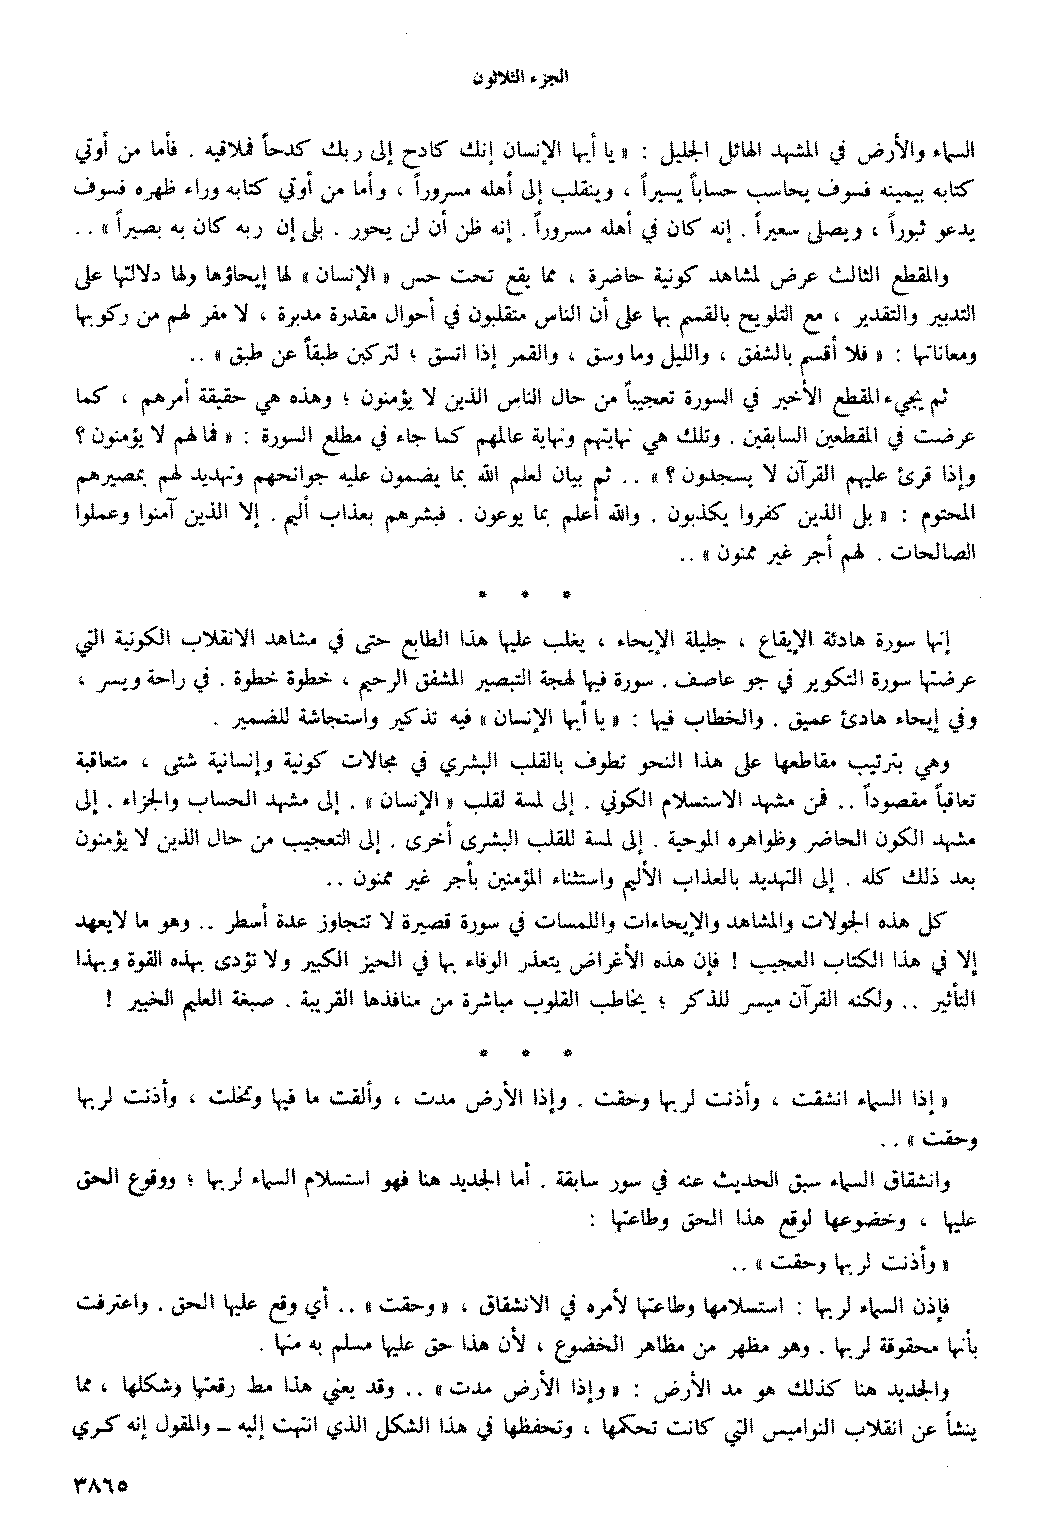 الجزء الثلاثون
السماء والأرض في المشهد الهائل الجليل : « يا أيها الإنسان إنك كادح إلى ربك كدحاً فملاقيه . فأما من أوتي
كتابه بيمينه فسوف يحاسب حساباً يسيراً ، وينقلب إلى أهله مسروراً ، وأما من أوتي كتابه وراء ظهره فسوف
يدعو ثبوراً ، ويصلى سعيراً . إنه كان في أهله مسروراً . إنه ظن أن لن يحور . بلى إن ربه كان به بصيراً » ..
والمقطع الثالث عرض لمشاهد كونية حاضرة ، مما يقع تحت حس « الإنسان » لها إيحاؤها ولها دلالتها على
التدبير والتقدير ، مع التلويح بالقسم بها على أن الناس متقلبون في أحوال مقدرة مدبرة ، لا مفر لهم من ركوبها
ومعاناتها : « فلا أقسم بالشفق ، والليل وما وسق ، والقمر إذا اتسق ؛ لتركبن طبقاً عن طبق » ..
ثم يجيء المقطع الأخير في السورة تعجيباً من حال الناس الذين لا يؤمنون ؛ وهذه هي حقيقة أمرهم ، كما
عرضت في المقطعين السابقين . وتلك هي نهايتهم ونهاية عالمهم كما جاء في مطلع السورة : « فما لهم لا يؤمنون ؟
وإذا قرئ عليهم القرآن لا يسجدون ؟ » .. ثم بيان لعلم الله بما يضمون عليه جوانحهم وتهديد لهم بمصيرهم
المحتوم : « بل الذين كفروا يكذبون . والله أعلم بما يوعون . فبشرهم بعذاب أليم . إلا الذين آمنوا وعملوا
الصالحات . لهم أجر غير ممنون » ..
* * *
إنها سورة هادئة الإيقاع ، جليلة الإيحاء ، يغلب عليها هذا الطابع حتى في مشاهد الانقلاب الكونية التي
عرضتها سورة التكوير في جو عاصف . سورة فيها لهجة التبصير المشفق الرحيم ، خطوة خطوة . في راحة ويسر ،
وفي إيحاء هادئ عميق . والخطاب فيها : « يا أيها الإنسان » فيه تذكير واستجاشة للضمير .
وهي بترتيب مقاطعها على هذا النحو تطوف بالقلب البشري في مجالات كونية وإنسانية شتى ، متعاقبة
تعاقباً مقصوداً .. فمن مشهد الاستسلام الكوني . إلى لمسة لقلب « الإنسان » . إلى مشهد الحساب والجزاء . إلى
مشهد الكون الحاضر وظواهره الموحية . إلى لمسة للقلب البشرى أخرى . إلى التعجيب من حال الذين لا يؤمنون
بعد ذلك كله . إلى التهديد بالعذاب الأليم واستثناء المؤمنين بأجر غير ممنون ..
كل هذه الجولات والمشاهد والإيحاءات واللمسات في سورة قصيرة لا تتجاوز عدة أسطر .. وهو ما لايعهد
إلا في هذا الكتاب العجيب ! فإن هذه الأغراض يتعذر الوفاء بها في الحيز الكبير ولا تؤدى بهذه القوة وبهذا
التأثير .. ولكنه القرآن ميسر للذكر ؛ يخاطب القلوب مباشرة من منافذها القريبة . صبغة العليم الخبير !
* * *
« إذا السماء انشقت ، وأذنت لربها وحقت . وإذا الأرض مدت ، وألقت ما فيها وتخلت ، وأذنت لربها
وحقت » ..
وانشقاق السماء سبق الحديث عنه في سور سابقة . أما الجديد هنا فهو استسلام السماء لربها ؛ ووقوع الحق
عليها ، وخضوعها لوقع هذا الحق وطاعتها :
« وأذنت لربها وحقت » ..
فإذن السماء لربها : استسلامها وطاعتها لأمره في الانشقاق ، « وحقت » .. أي وقع عليها الحق . واعترفت
بأنها محقوقة لربها . وهو مظهر من مظاهر الخضوع ، لأن هذا حق عليها مسلم به منها .
والجديد هنا كذلك هو مد الأرض : « وإذا الأرض مدت » .. وقد يعني هذا مط رقعتها وشكلها ، مما
ينشأ عن انقلاب النواميس التي كانت تحكمها ، وتحفظها في هذا الشكل الذي انتهت إليه – والمقول إنه كري
٣٨٦٥